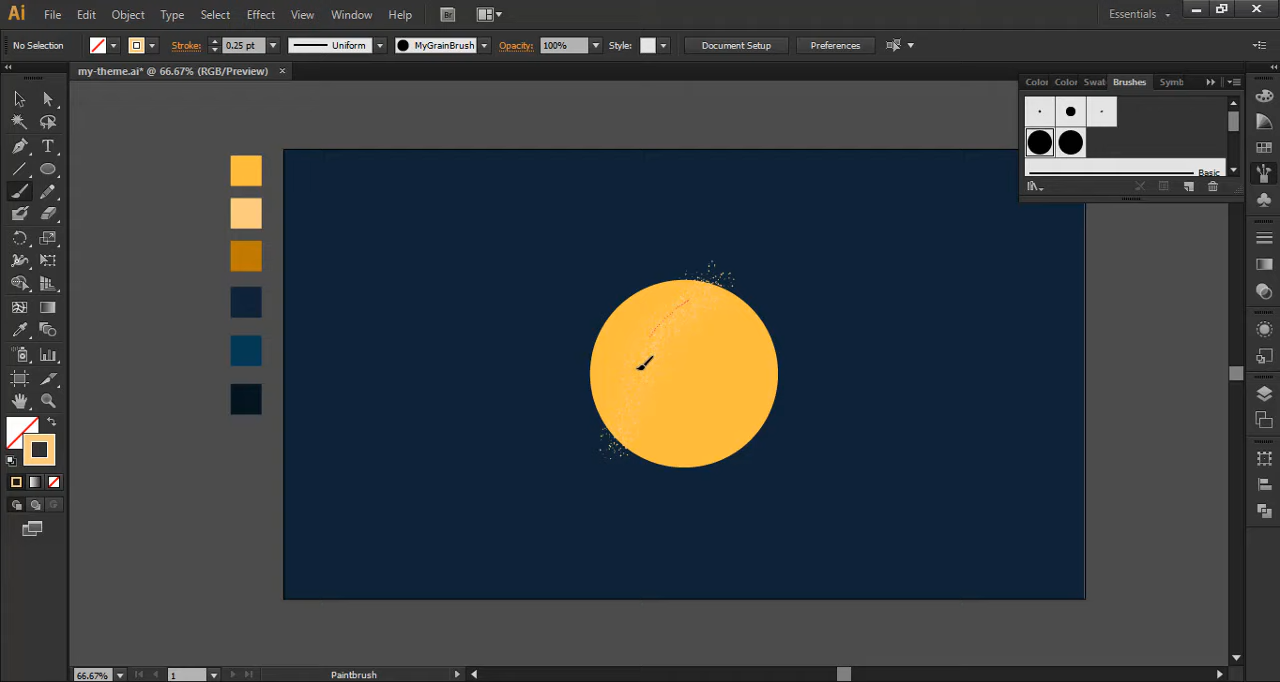 Ai File Edit Object Type Select Effect View Window Help Br Essentials
No Selection Stroke: 0.25 pt Uniform MyGrainBrush Opacity: 100% Style: Document Setup Preferences
my-theme.ai* @ 66.67% (RGB/Preview)
Color Color Swat Brushes Symb
Basic
66.67% 1 Paintbrush